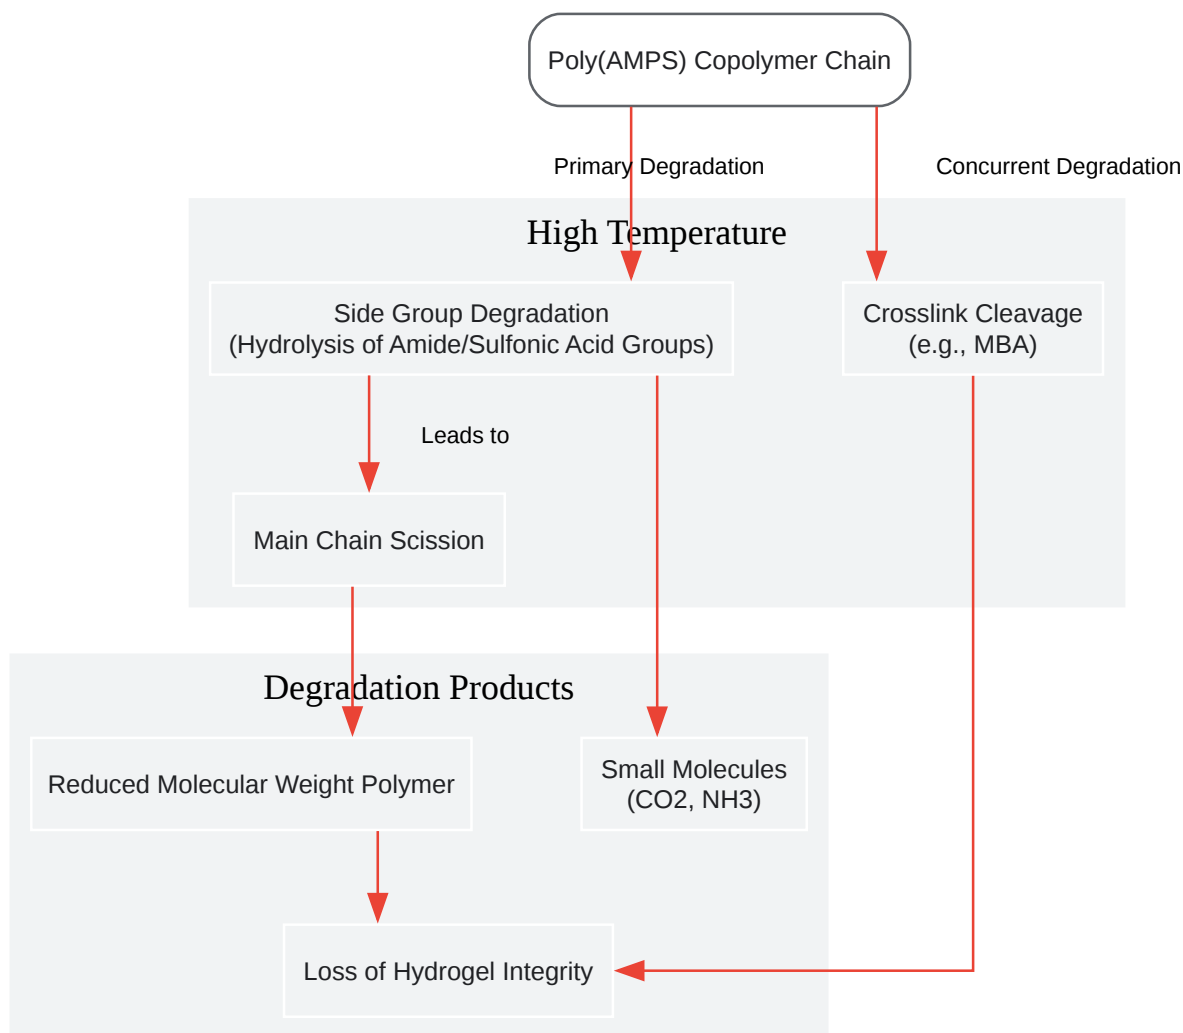 Poly(AMPS) Copolymer Chain
Primary Degradation
Concurrent Degradation
High Temperature
Side Group Degradation
(Hydrolysis of Amide/Sulfonic Acid Groups)
Crosslink Cleavage
(e.g., MBA)
Leads to
Main Chain Scission
Degradation Products
Reduced Molecular Weight Polymer
Small Molecules
(CO2, NH3)
Loss of Hydrogel Integrity